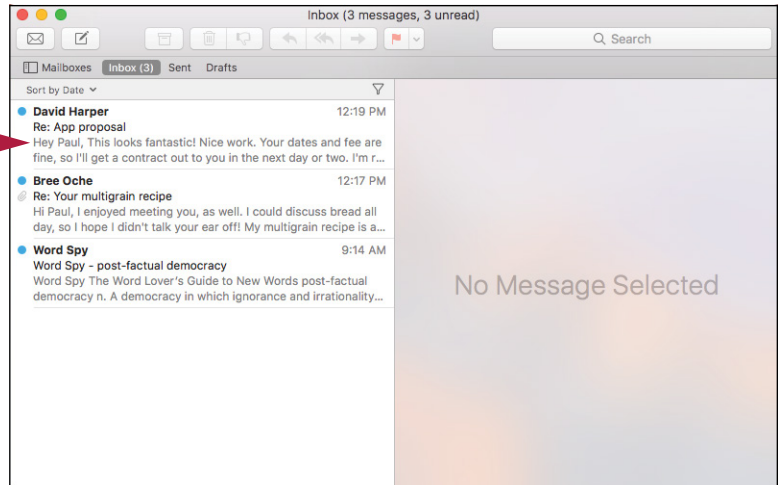 Inbox (3 messages, 3 unread)
Search
Mailboxes Inbox (3) Sent Drafts
Sort by Date
David Harper 12:19 PM
Re: App proposal
Hey Paul, This looks fantastic! Nice work. Your dates and fee are
fine, so I'll get a contract out to you in the next day or two. I'm r...
Bree Oche 12:17 PM
Re: Your multigrain recipe
Hi Paul, I enjoyed meeting you, as well. I could discuss bread all
day, so I hope I didn't talk your ear off! My multigrain recipe is a...
Word Spy 9:14 AM
Word Spy - post-factual democracy
Word Spy The Word Lover's Guide to New Words post-factual
democracy n. A democracy in which ignorance and irrationality...
No Message Selected